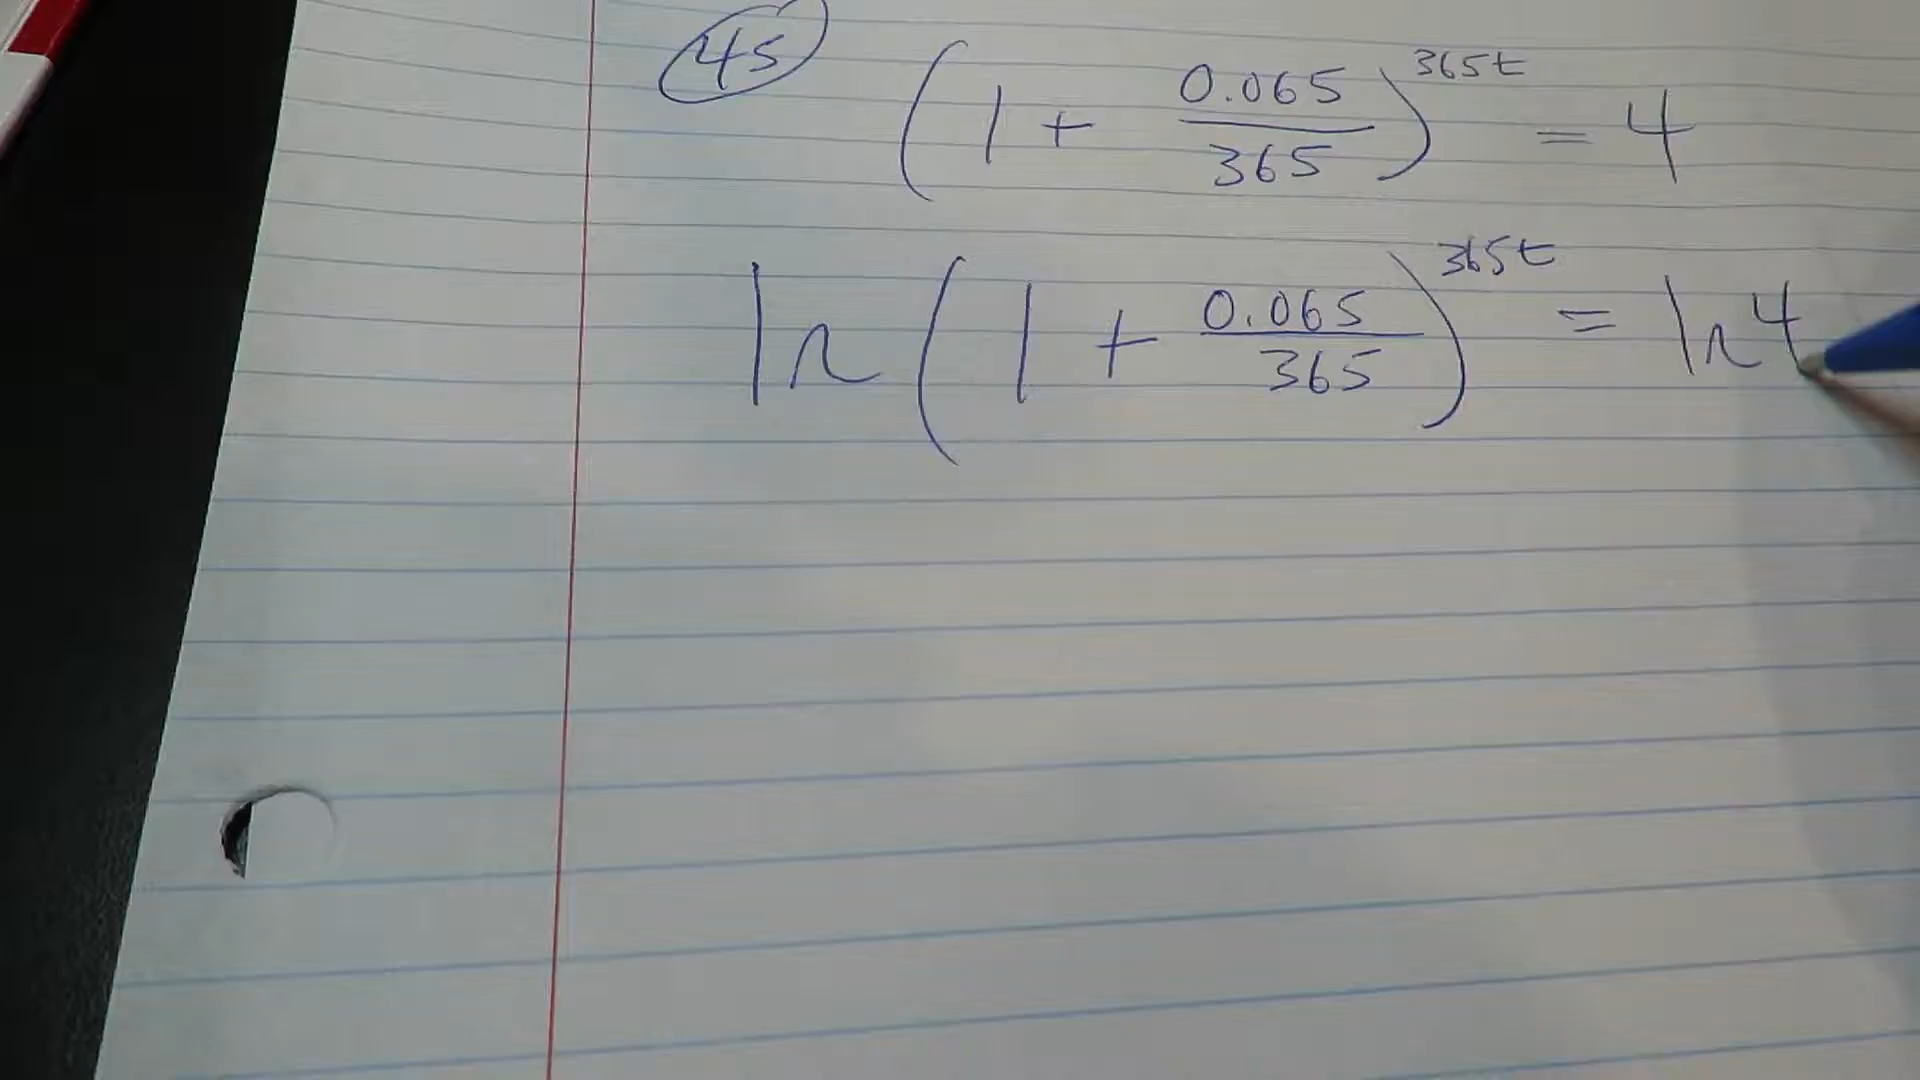 45 (1 + 0.065/365)^365t = 4
ln(1 + 0.065/365)^365t = ln4